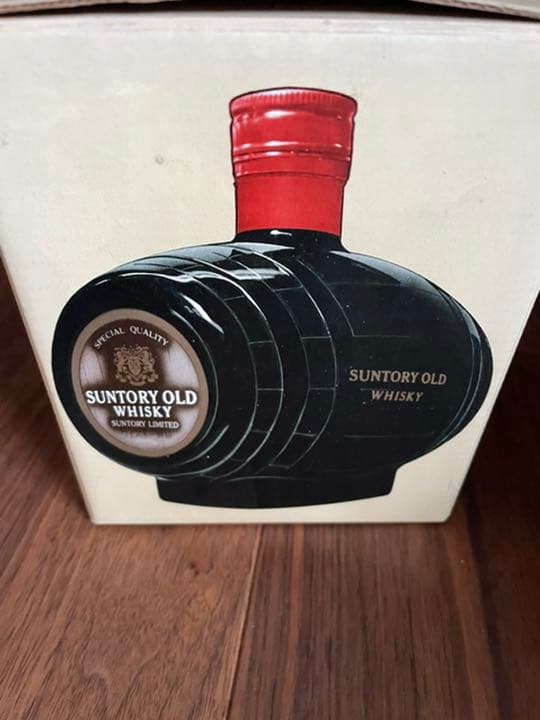 SPECIAL QUALITY
SUNTORY OLD
WHISKY
SUNTORY LIMITED
SUNTORY OLD
WHISKY